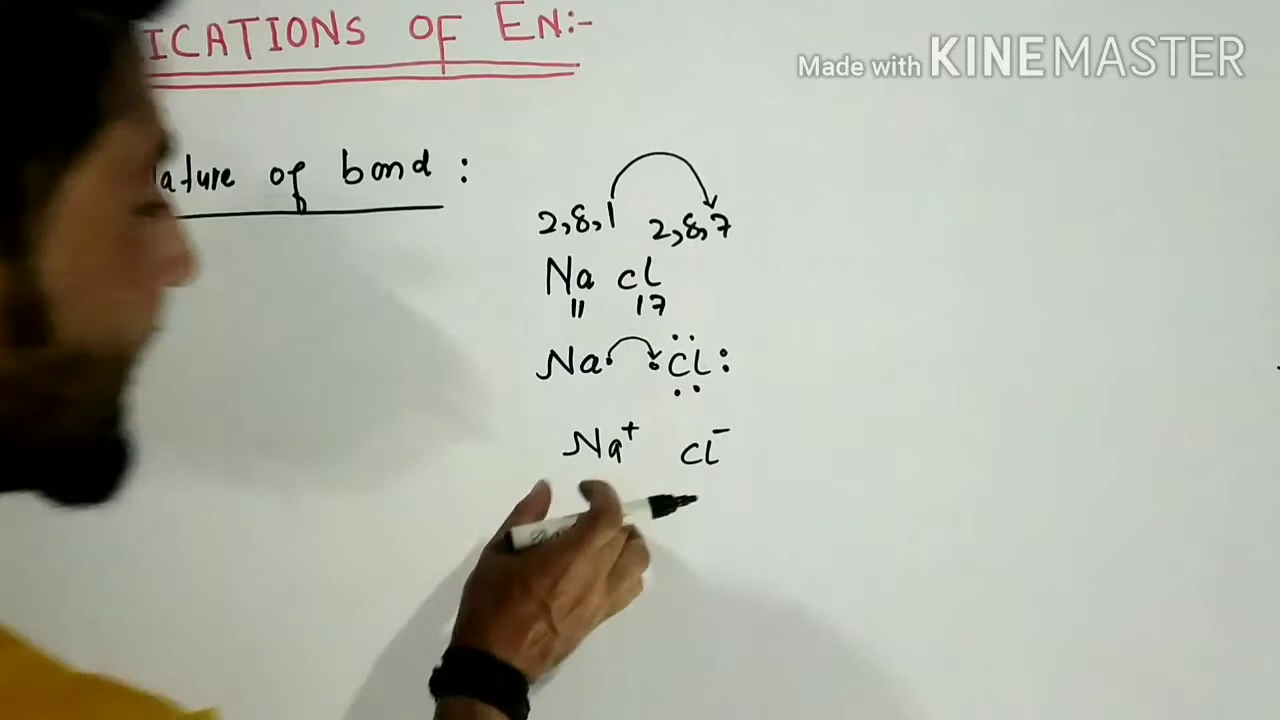 ICATIONS OF EN:-
Made with KINEMASTER
ature of bond :
2,8,1 2,8,7
Na Cl
11 17
Na. .Cl:
Na+ Cl-